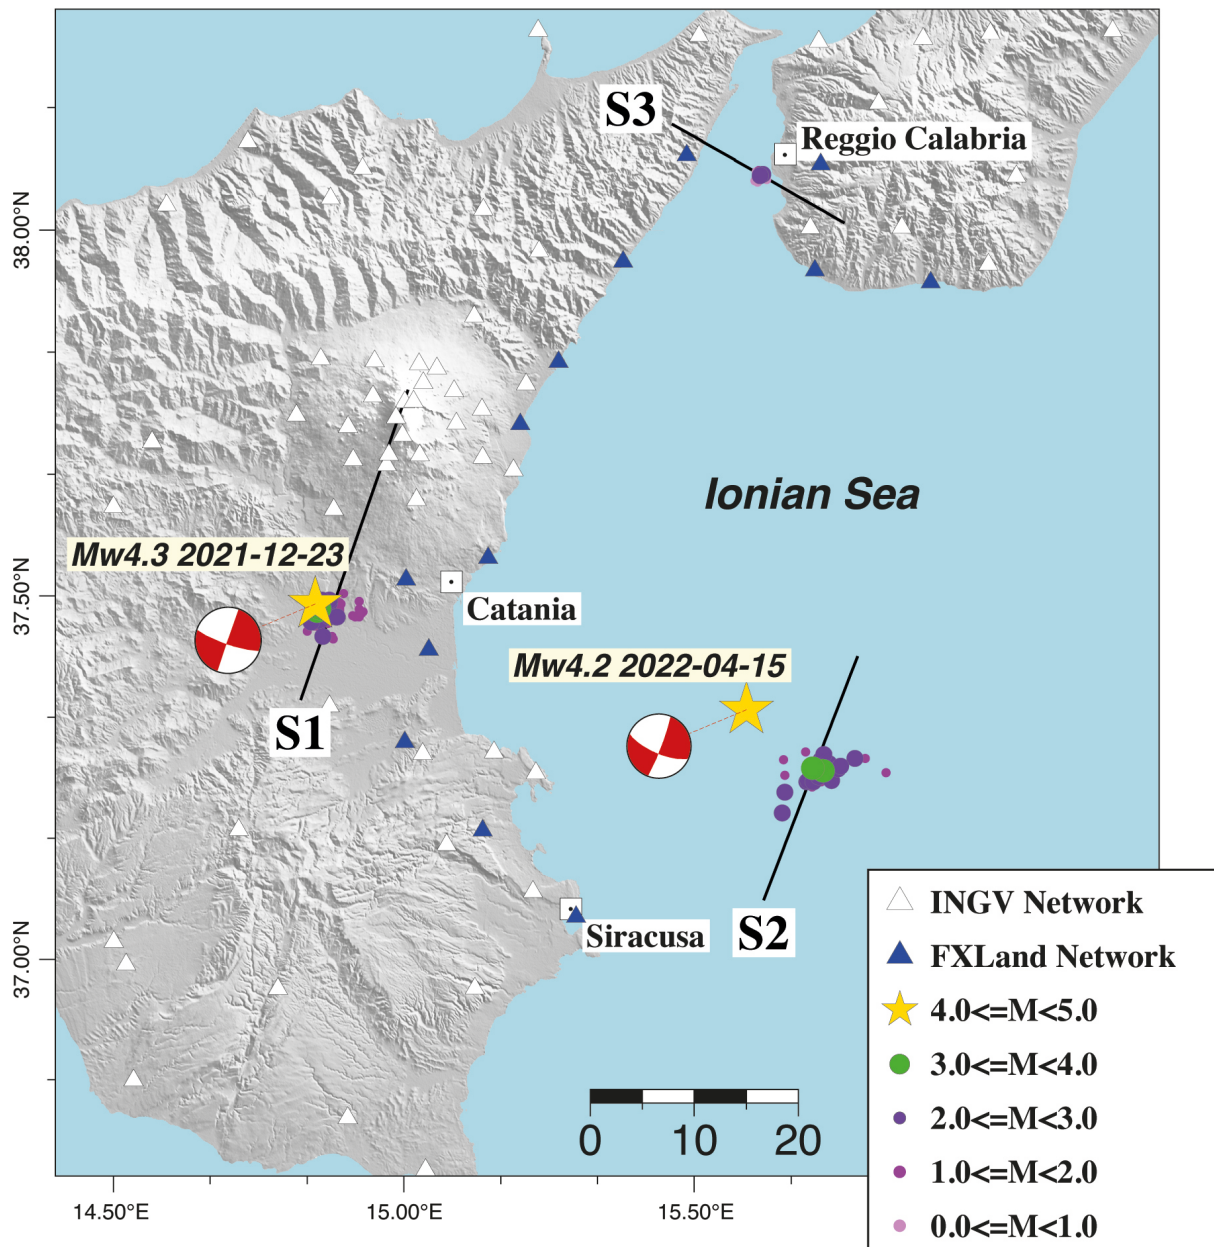 S3
Reggio Calabria
38.00°N
Ionian Sea
Mw4.3 2021-12-23
37.50°N
Catania
Mw4.2 2022-04-15
S1
INGV Network
Siracusa
S2
FXLand Network
37.00°N
4.0<=M<5.0
3.0<=M<4.0
2.0<=M<3.0
0 10 20
1.0<=M<2.0
14.50°E 15.00°E 15.50°E
0.0<=M<1.0